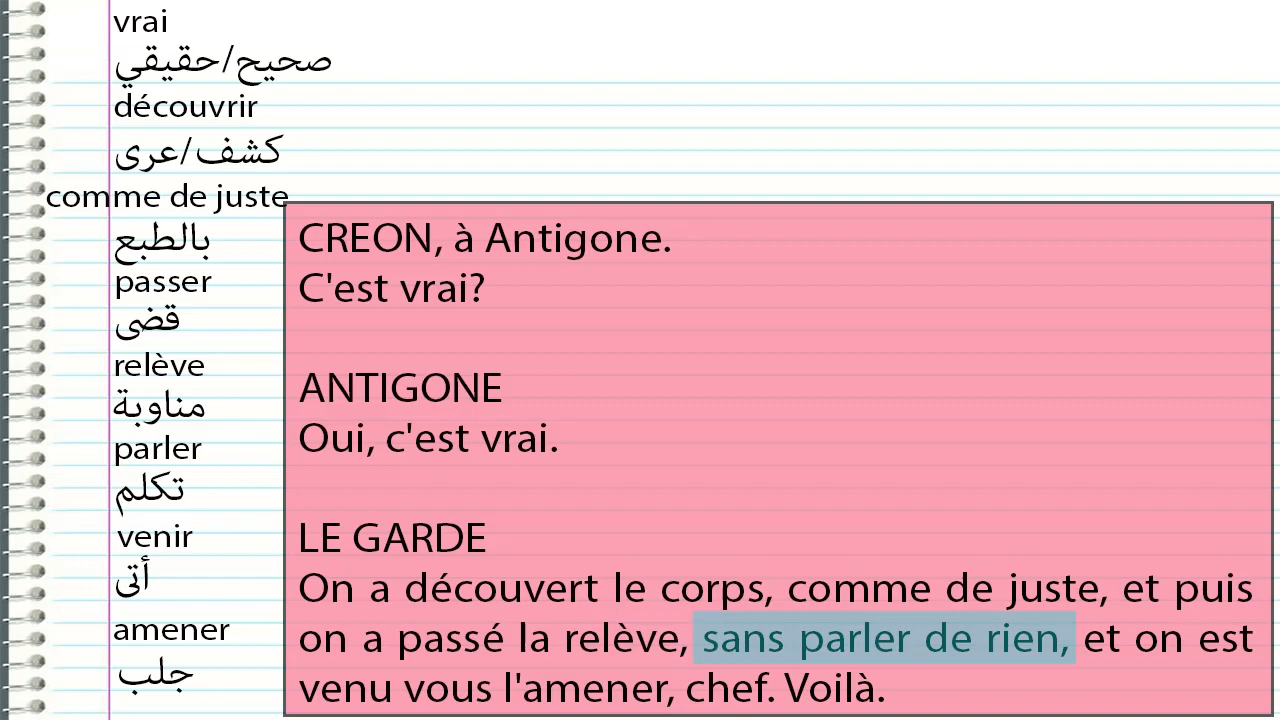 vrai
صحيح/حقيقي
découvrir
كشف/عرى
comme de juste
بالطبع
passer
قضى
relève
مناوبة
parler
تكلم
venir
أتى
amener
جلب
CREON, à Antigone.
C'est vrai?
ANTIGONE
Oui, c'est vrai.
LE GARDE
On a découvert le corps, comme de juste, et puis
on a passé la relève, sans parler de rien, et on est
venu vous l'amener, chef. Voilà.